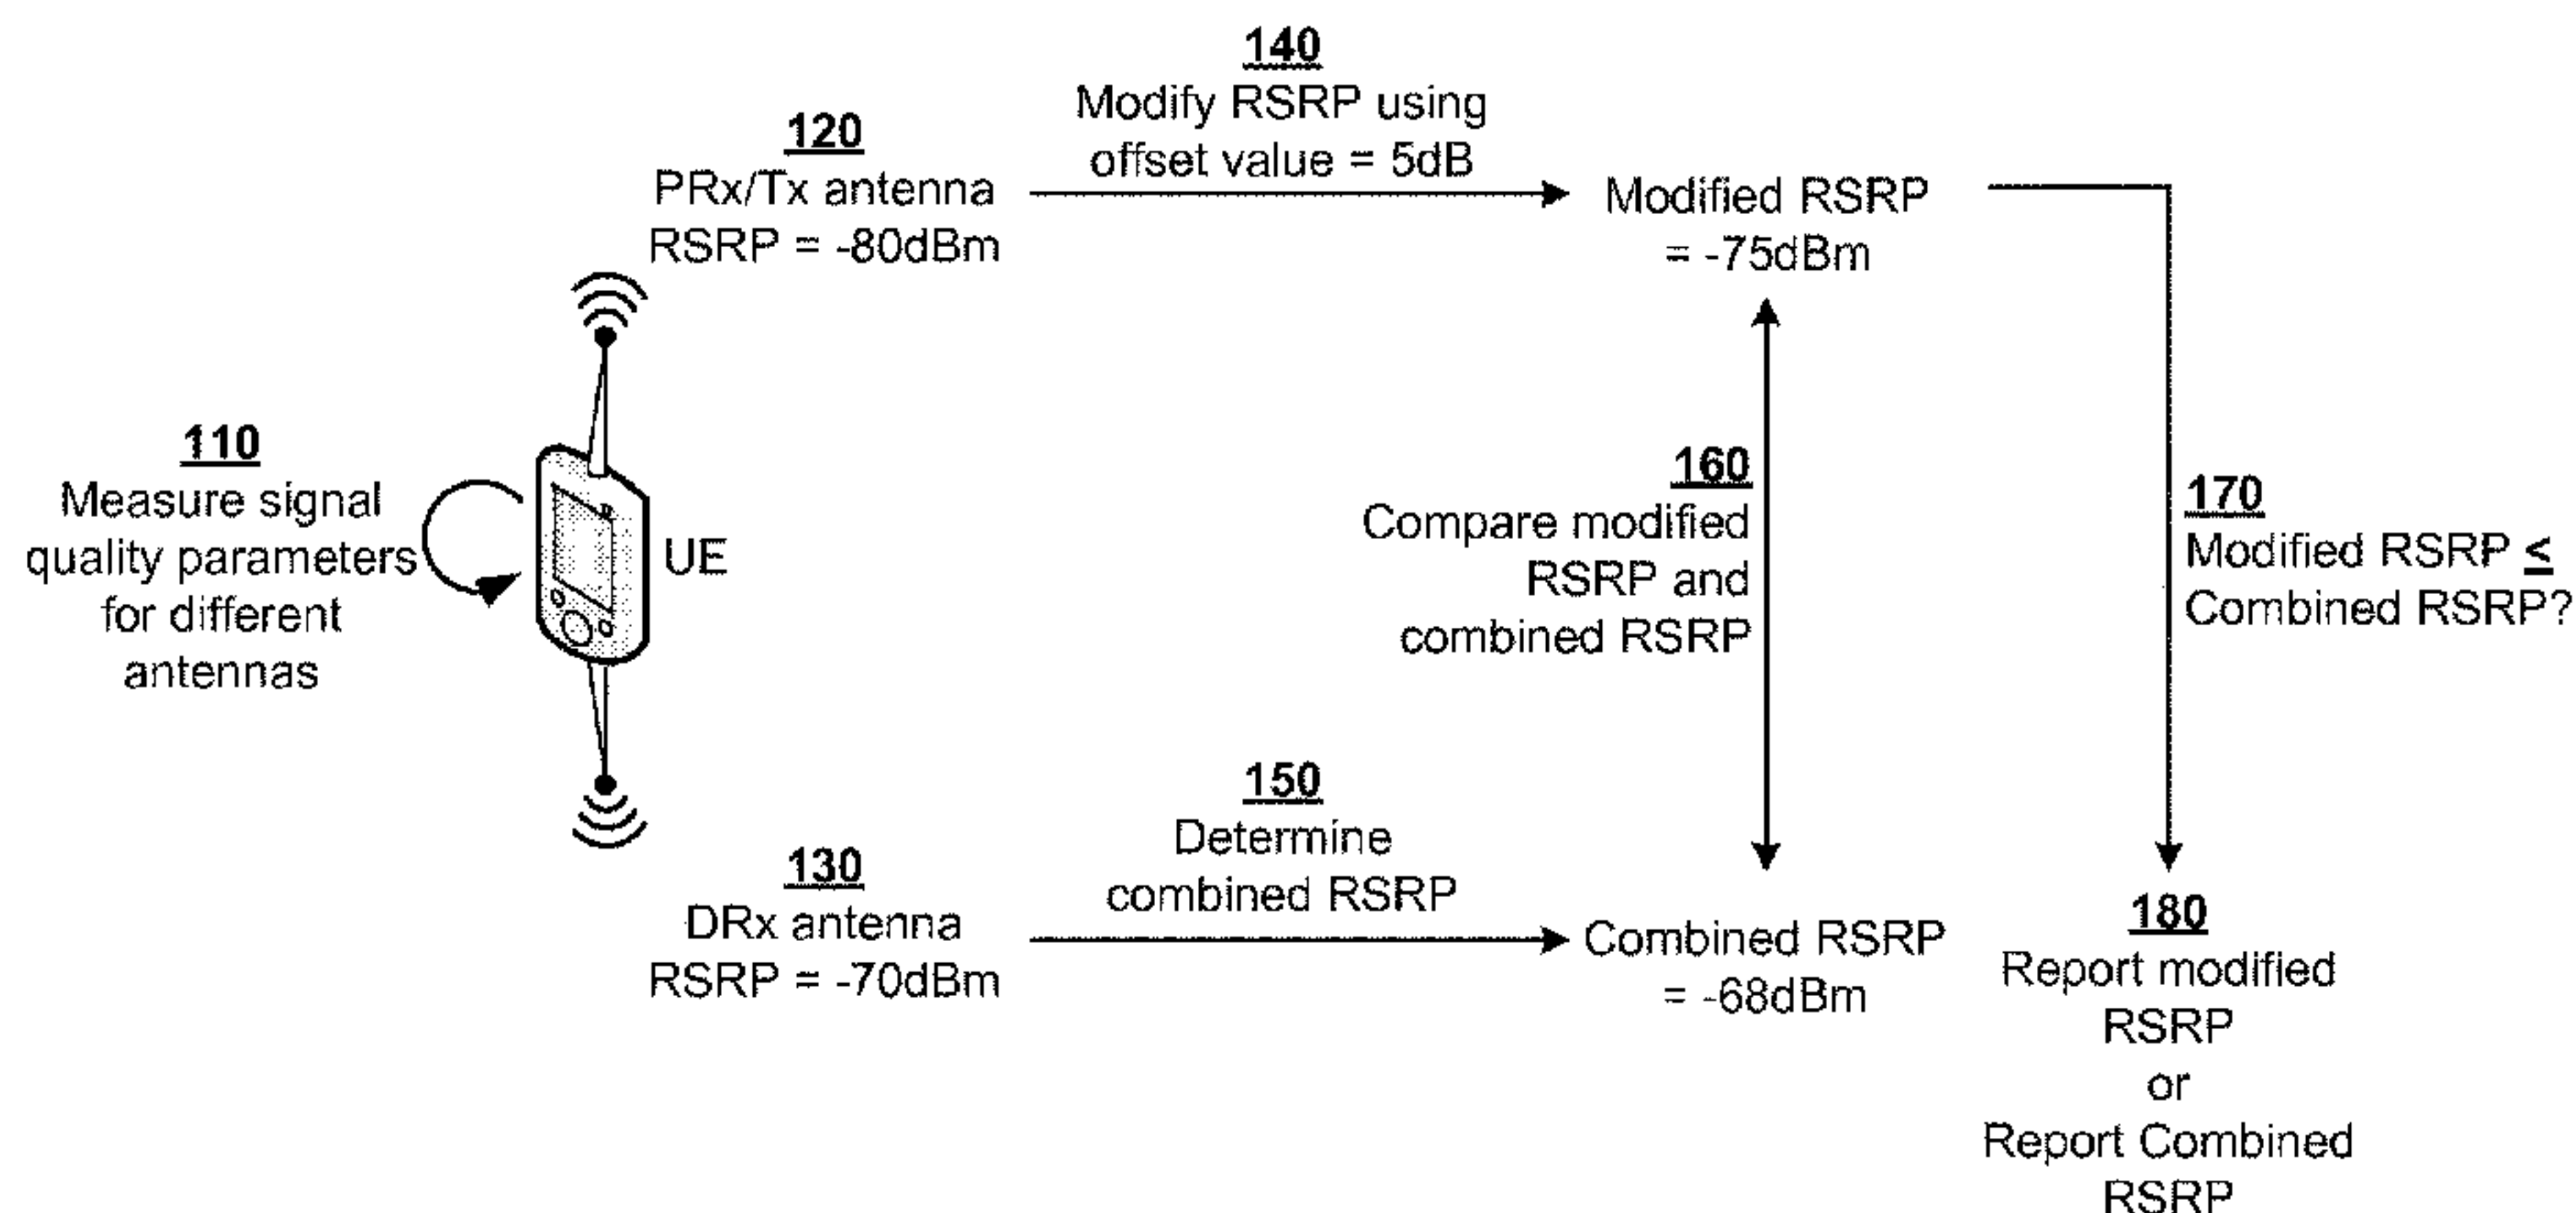 140
Modify RSRP using
offset value = 5dB
120
PRx/Tx antenna
RSRP = -80dBm
Modified RSRP
= -75dBm
110
Measure signal
quality parameters
for different
antennas
UE
160
Compare modified
RSRP and
combined RSRP
170
Modified RSRP ≤
Combined RSRP?
150
Determine
combined RSRP
130
DRx antenna
RSRP = -70dBm
Combined RSRP
= -68dBm
180
Report modified
RSRP
or
Report Combined
RSRP